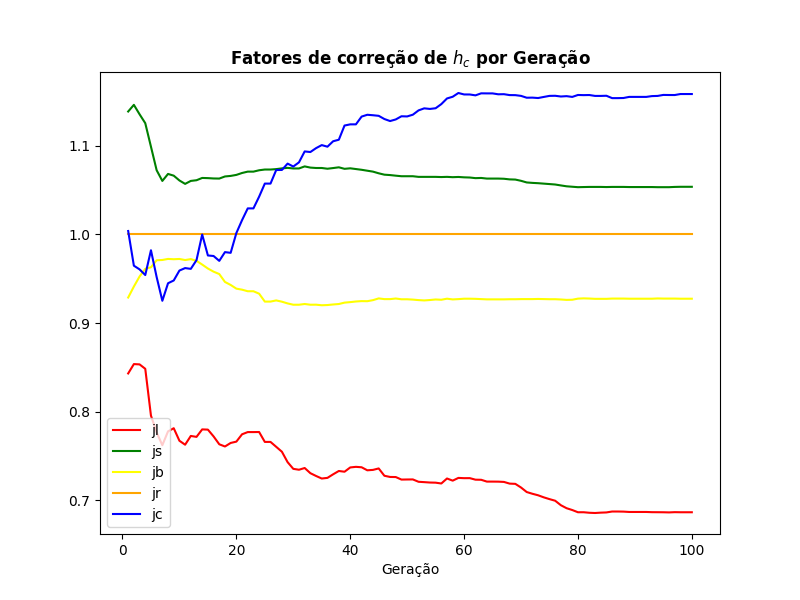 Fatores de correção de h_c por Geração
1.1
1.0
0.9
0.8
0.7
jl
js
jb
jr
jc
0 20 40 60 80 100
Geração